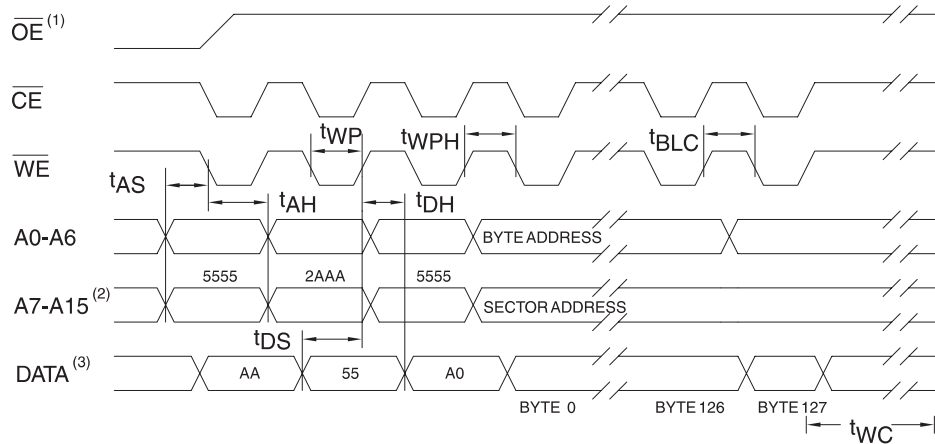 OE (1)
CE
tWP tWPH tBLC
WE
tAS tAH tDH
A0-A6 BYTE ADDRESS
5555 2AAA 5555
A7-A15 (2) SECTOR ADDRESS
tDS
DATA (3) AA 55 A0
BYTE 0 BYTE 126 BYTE 127
tWC